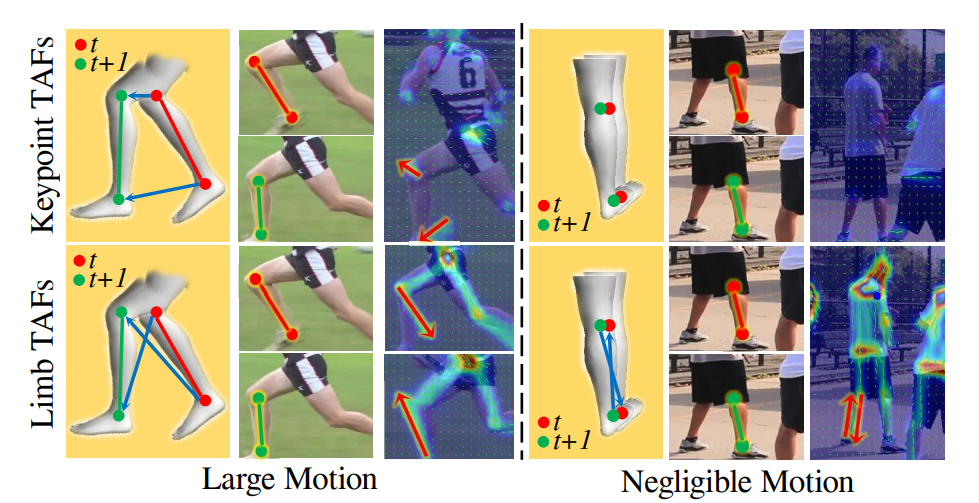 Keypoint TAFs
t
t+1
6
t
t+1
Limb TAFs
t
t+1
t
t+1
Large Motion
Negligible Motion